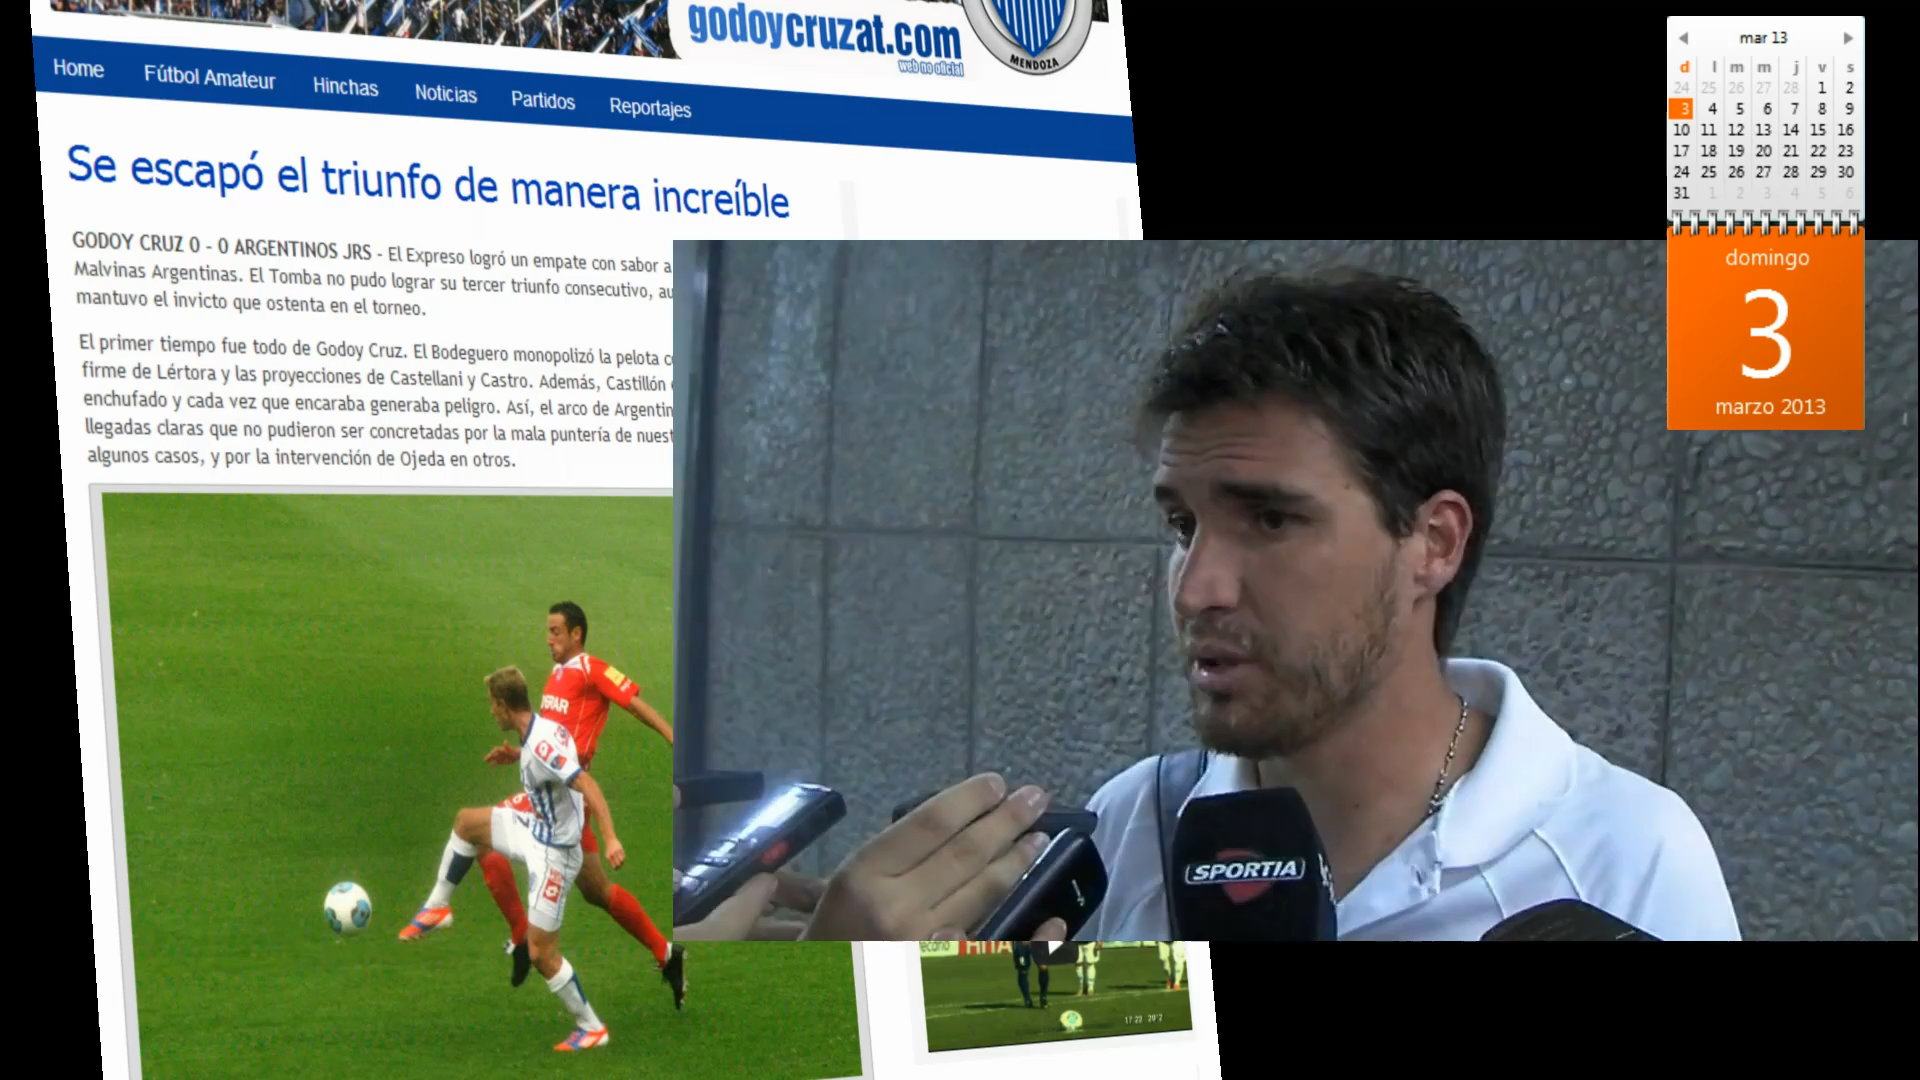 godoycruzat.com
web no oficial
MENDOZA
Home Fútbol Amateur Hinchas Noticias Partidos Reportajes
Se escapó el triunfo de manera increíble
GODOY CRUZ 0 - 0 ARGENTINOS JRS - El Expreso logró un empate con sabor a
Malvinas Argentinas. El Tomba no pudo lograr su tercer triunfo consecutivo, au
mantuvo el invicto que ostenta en el torneo.
El primer tiempo fue todo de Godoy Cruz. El Bodeguero monopolizó la pelota c
firme de Lértora y las proyecciones de Castellani y Castro. Además, Castillón
enchufado y cada vez que encaraba generaba peligro. Así, el arco de Argentin
llegadas claras que no pudieron ser concretadas por la mala puntería de nuest
algunos casos, y por la intervención de Ojeda en otros.
mar 13
d l m m j v s
24 25 26 27 28 1 2
3 4 5 6 7 8 9
10 11 12 13 14 15 16
17 18 19 20 21 22 23
24 25 26 27 28 29 30
31 1 2 3 4 5 6
domingo
3
marzo 2013
SPORTIA
17:22 29°2